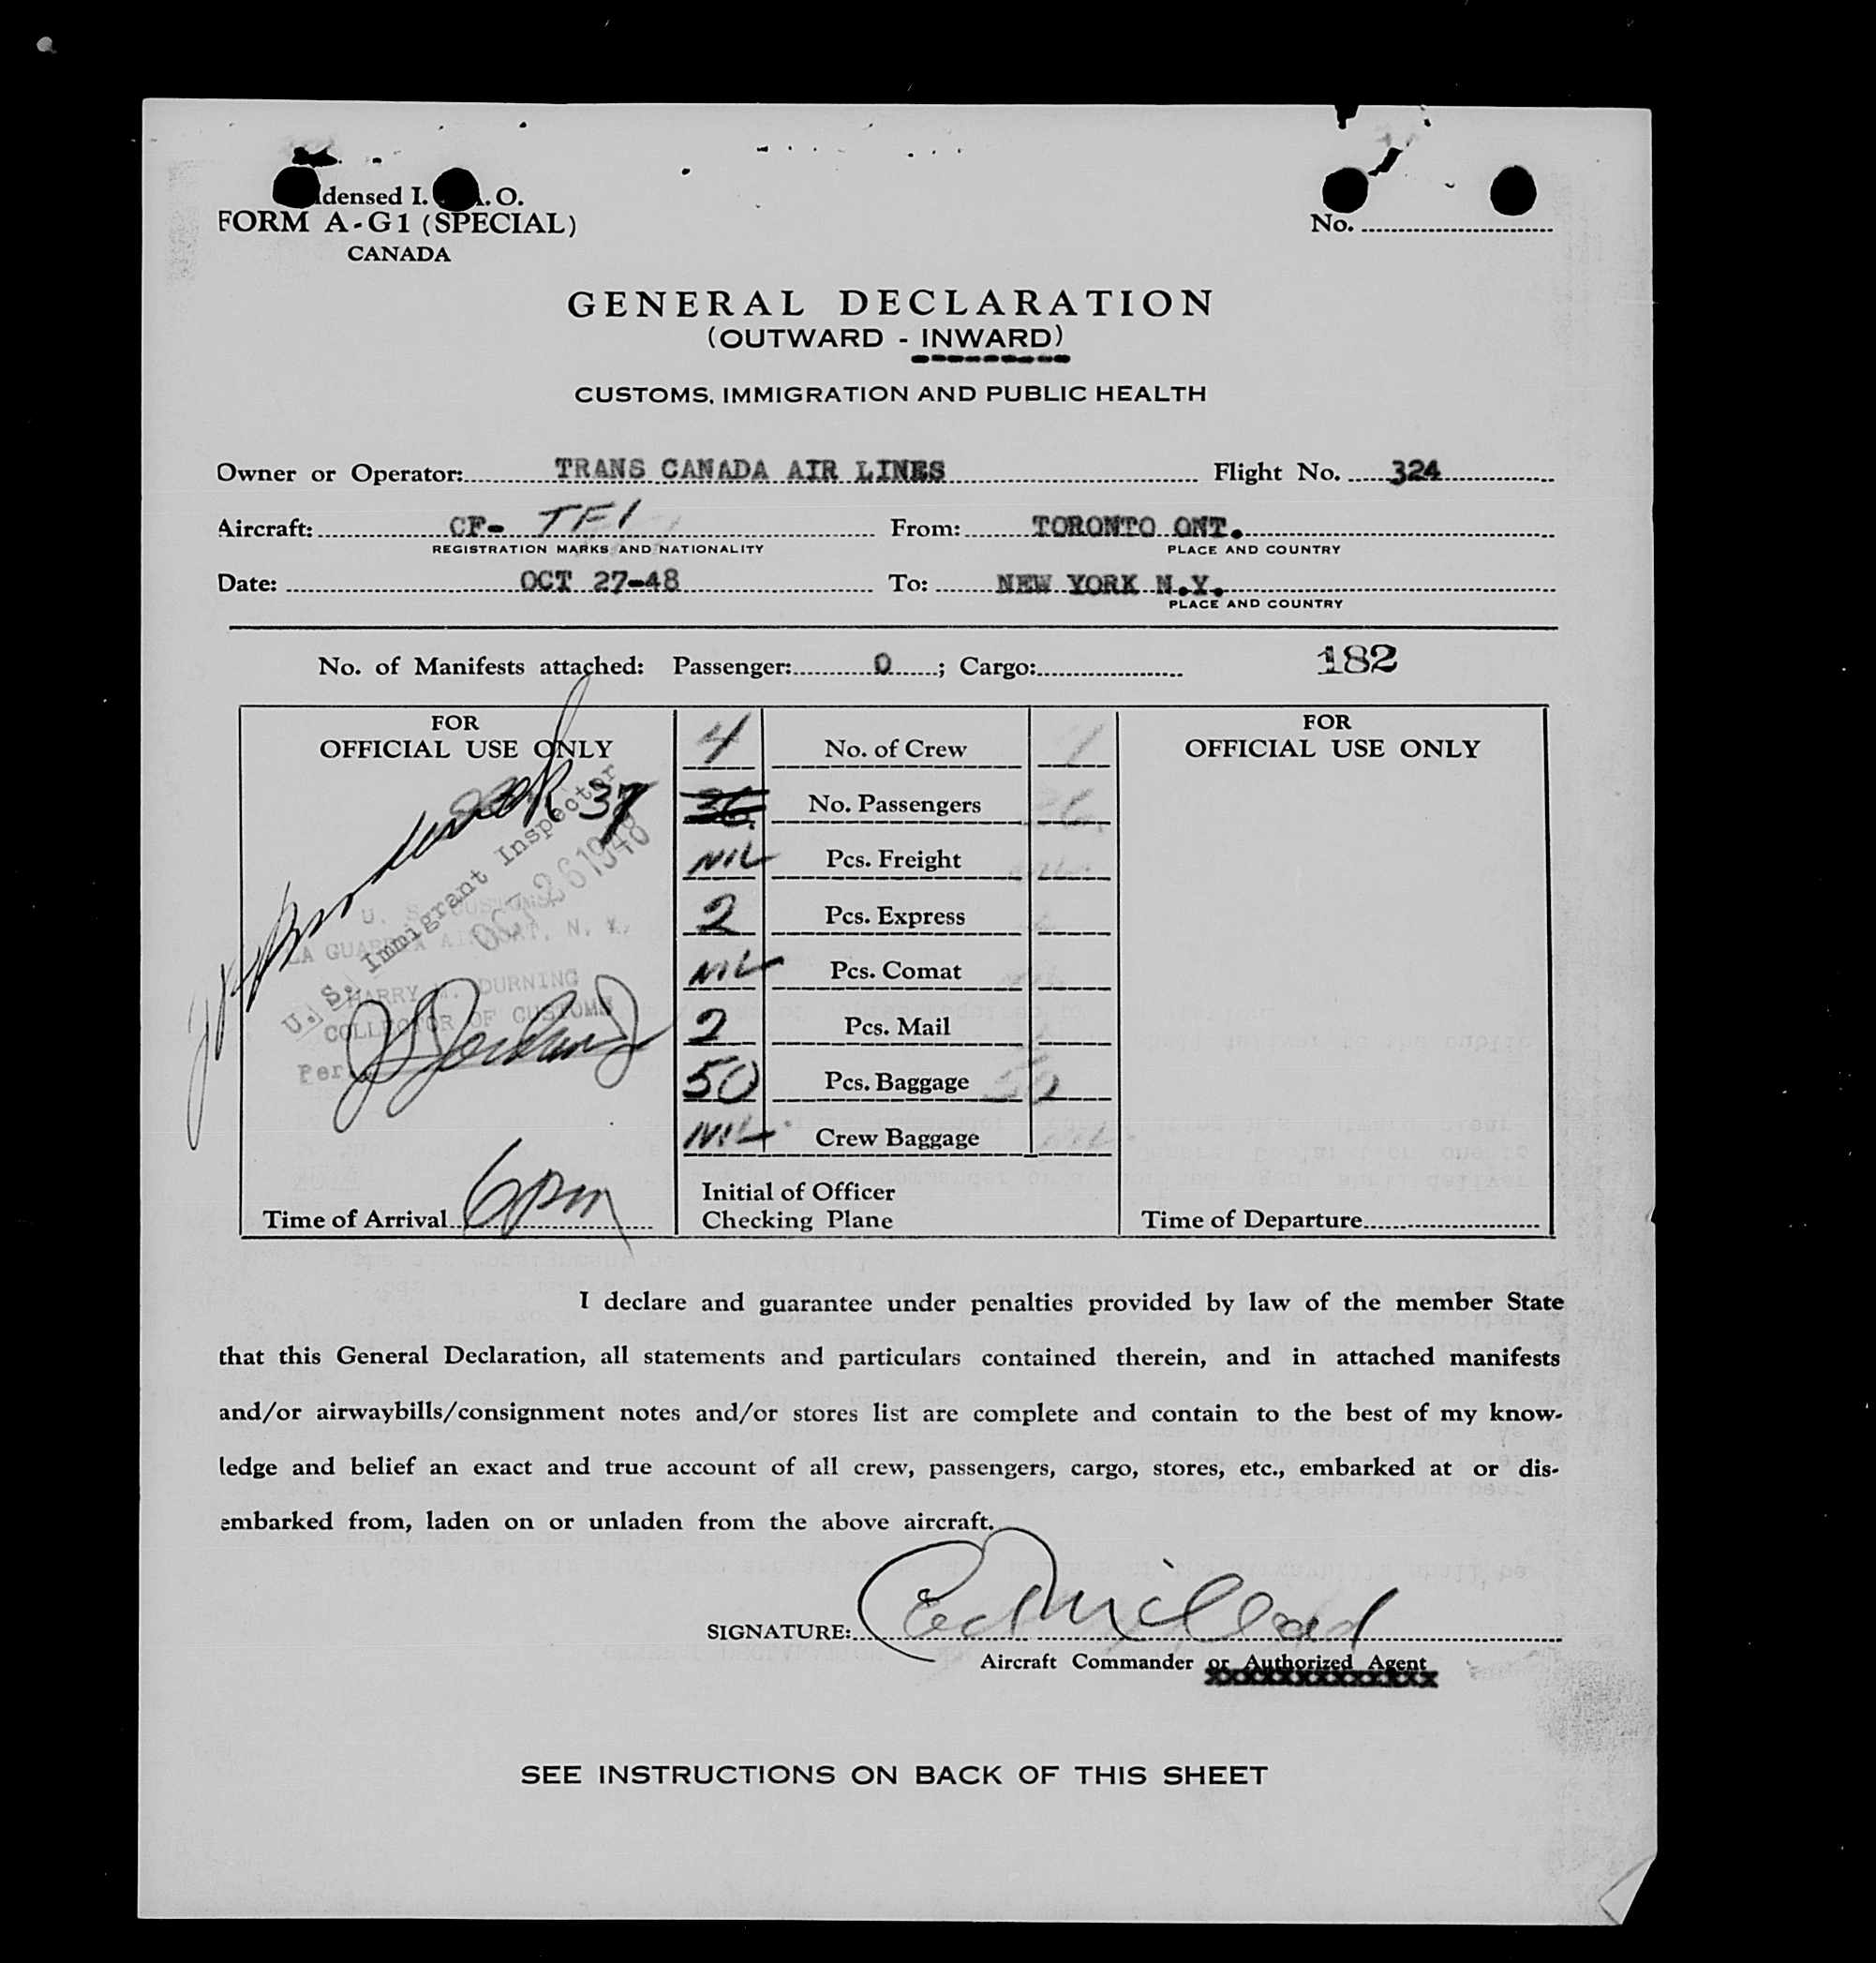 densed I. .O.
FORM A-G1 (SPECIAL)
CANADA
No.
GENERAL DECLARATION
(OUTWARD - INWARD)
CUSTOMS, IMMIGRATION AND PUBLIC HEALTH
Owner or Operator: TRANS CANADA AIR LINES Flight No. 324
Aircraft: CF- TFI From: TORONTO ONT.
REGISTRATION MARKS AND NATIONALITY PLACE AND COUNTRY
Date: OCT 27-48 To: NEW YORK N.Y.
PLACE AND COUNTRY
No. of Manifests attached: Passenger: 0 ; Cargo: 182
FOR
OFFICIAL USE ONLY
37
U. S. Immigrant Inspector
OCT 26 1948
U. S. CUSTOMS
LA GUARDIA AIRPORT, N. Y.
HARRY M. DURNING
COLLECTOR OF CUSTOMS
Per
Time of Arrival 6 pm
4 No. of Crew
36 No. Passengers
NIL Pcs. Freight
2 Pcs. Express
NIL Pcs. Comat
2 Pcs. Mail
50 Pcs. Baggage 50
NIL Crew Baggage NIL
Initial of Officer
Checking Plane
FOR
OFFICIAL USE ONLY
Time of Departure
I declare and guarantee under penalties provided by law of the member State
that this General Declaration, all statements and particulars contained therein, and in attached manifests
and/or airwaybills/consignment notes and/or stores list are complete and contain to the best of my know-
ledge and belief an exact and true account of all crew, passengers, cargo, stores, etc., embarked at or dis-
embarked from, laden on or unladen from the above aircraft.
SIGNATURE:
Aircraft Commander or Authorized Agent
SEE INSTRUCTIONS ON BACK OF THIS SHEET